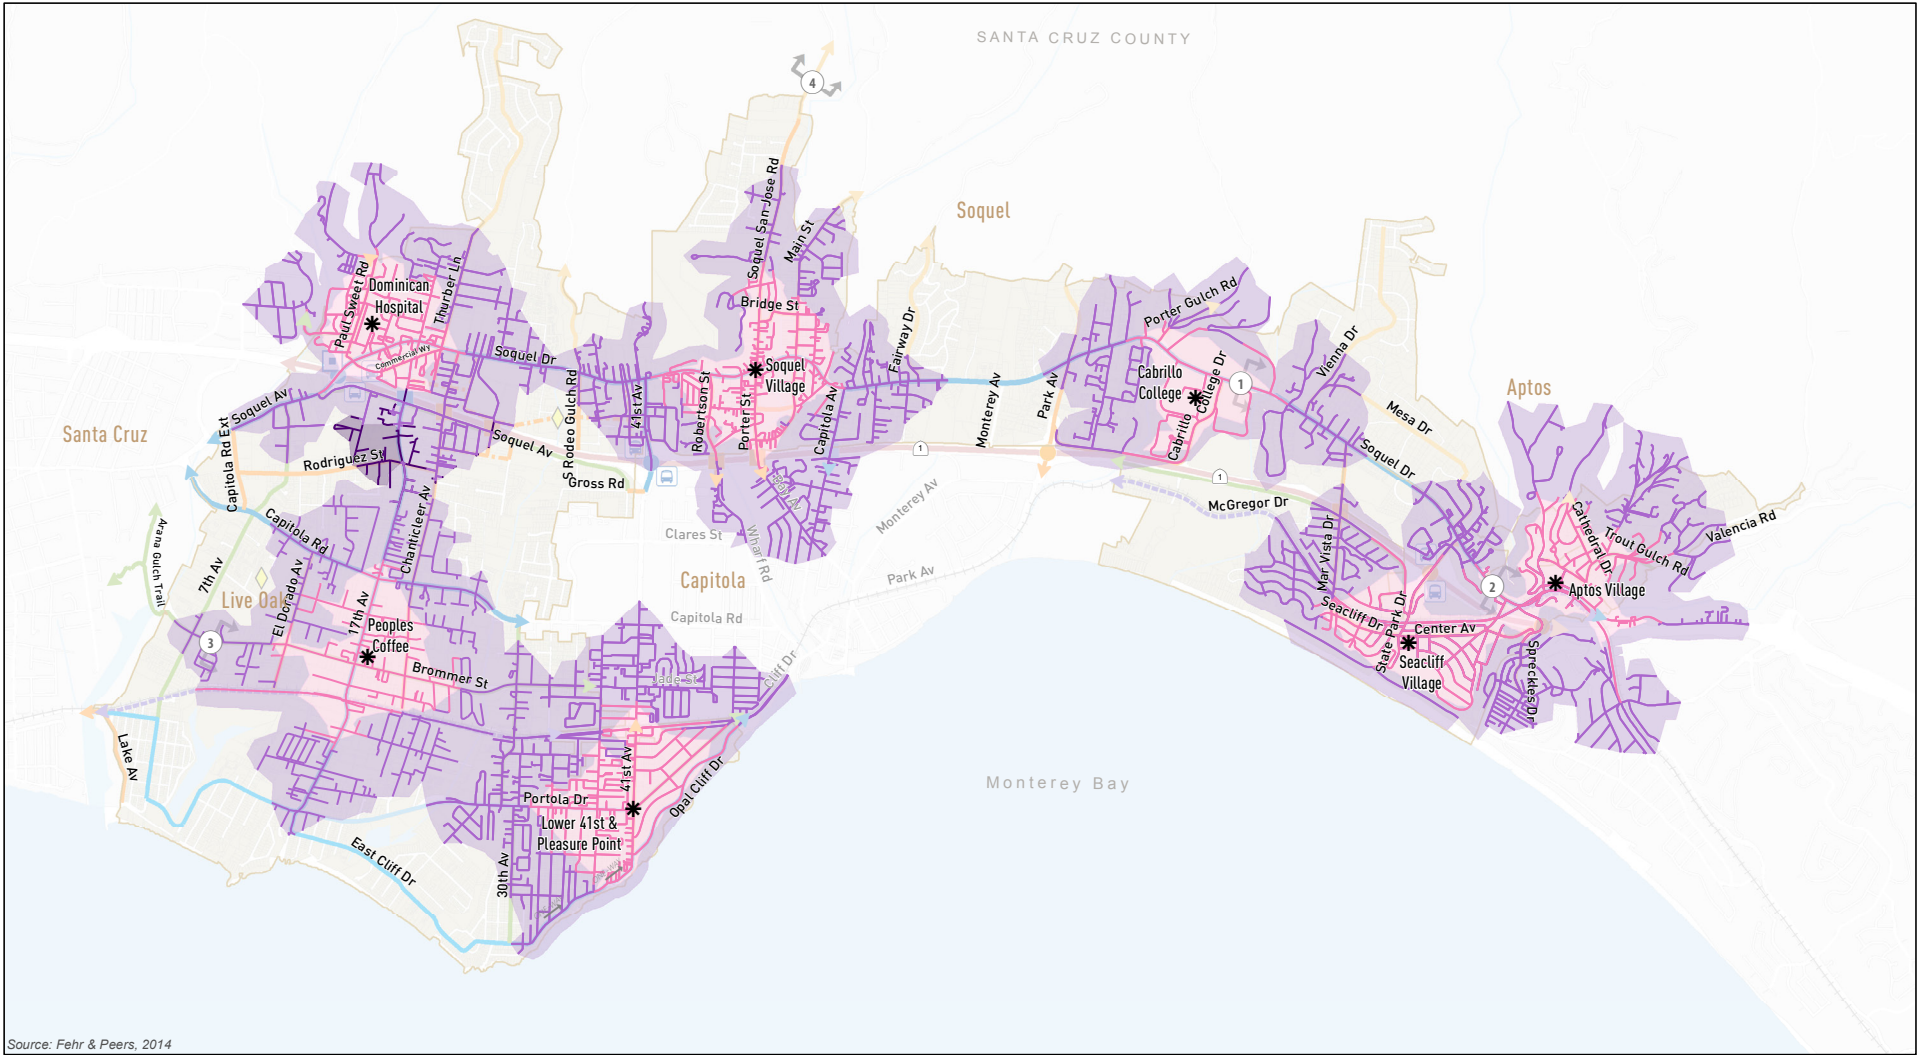 SANTA CRUZ COUNTY
4
Soquel San Jose Rd
Main St
Soquel
Paul Sweet Rd
Dominican
Hospital
Thurber Ln
Commercial Wy
Soquel Dr
Bridge St
Soquel
Village
Robertson St
Porter St
Capitola Av
Fairway Dr
Monterey Av
Park Av
Porter Gulch Rd
Cabrillo
College
Cabrillo College Dr
1
Vienna Dr
Mesa Dr
Soquel Dr
Aptos
Santa Cruz
Soquel Av
Capitola Rd Ext
Rodriguez St
Soquel Av
S Rodeo Gulch Rd
41st Av
Gross Rd
1
1
McGregor Dr
Bay Av
Wharf Rd
Clares St
Monterey Av
Park Av
Capitola
Capitola Rd
Capitola Rd
Chanticleer Av
Arana Gulch Trail
7th Av
Live Oak
El Dorado Av
17th Av
Peoples
Coffee
Brommer St
3
Jade St
Cliff Dr
Mar Vista Dr
Seacliff Dr
State Park Dr
Center Av
Seacliff
Village
2
Cathedral Dr
Trout Gulch Rd
Valencia Rd
Aptos Village
Spreckles Dr
Lake Av
East Cliff Dr
Portola Dr
41st Av
Opal Cliff Dr
Lower 41st &
Pleasure Point
30th Av
Monterey Bay
Source: Fehr & Peers, 2014